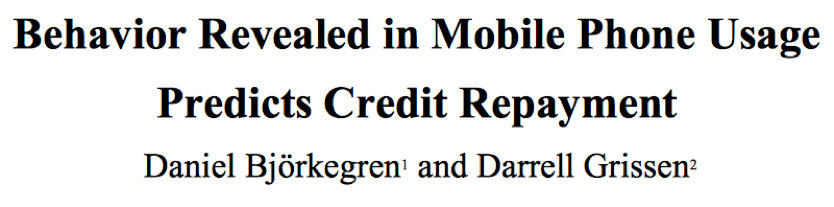 Behavior Revealed in Mobile Phone Usage
Predicts Credit Repayment
Daniel Björkegren¹ and Darrell Grissen²